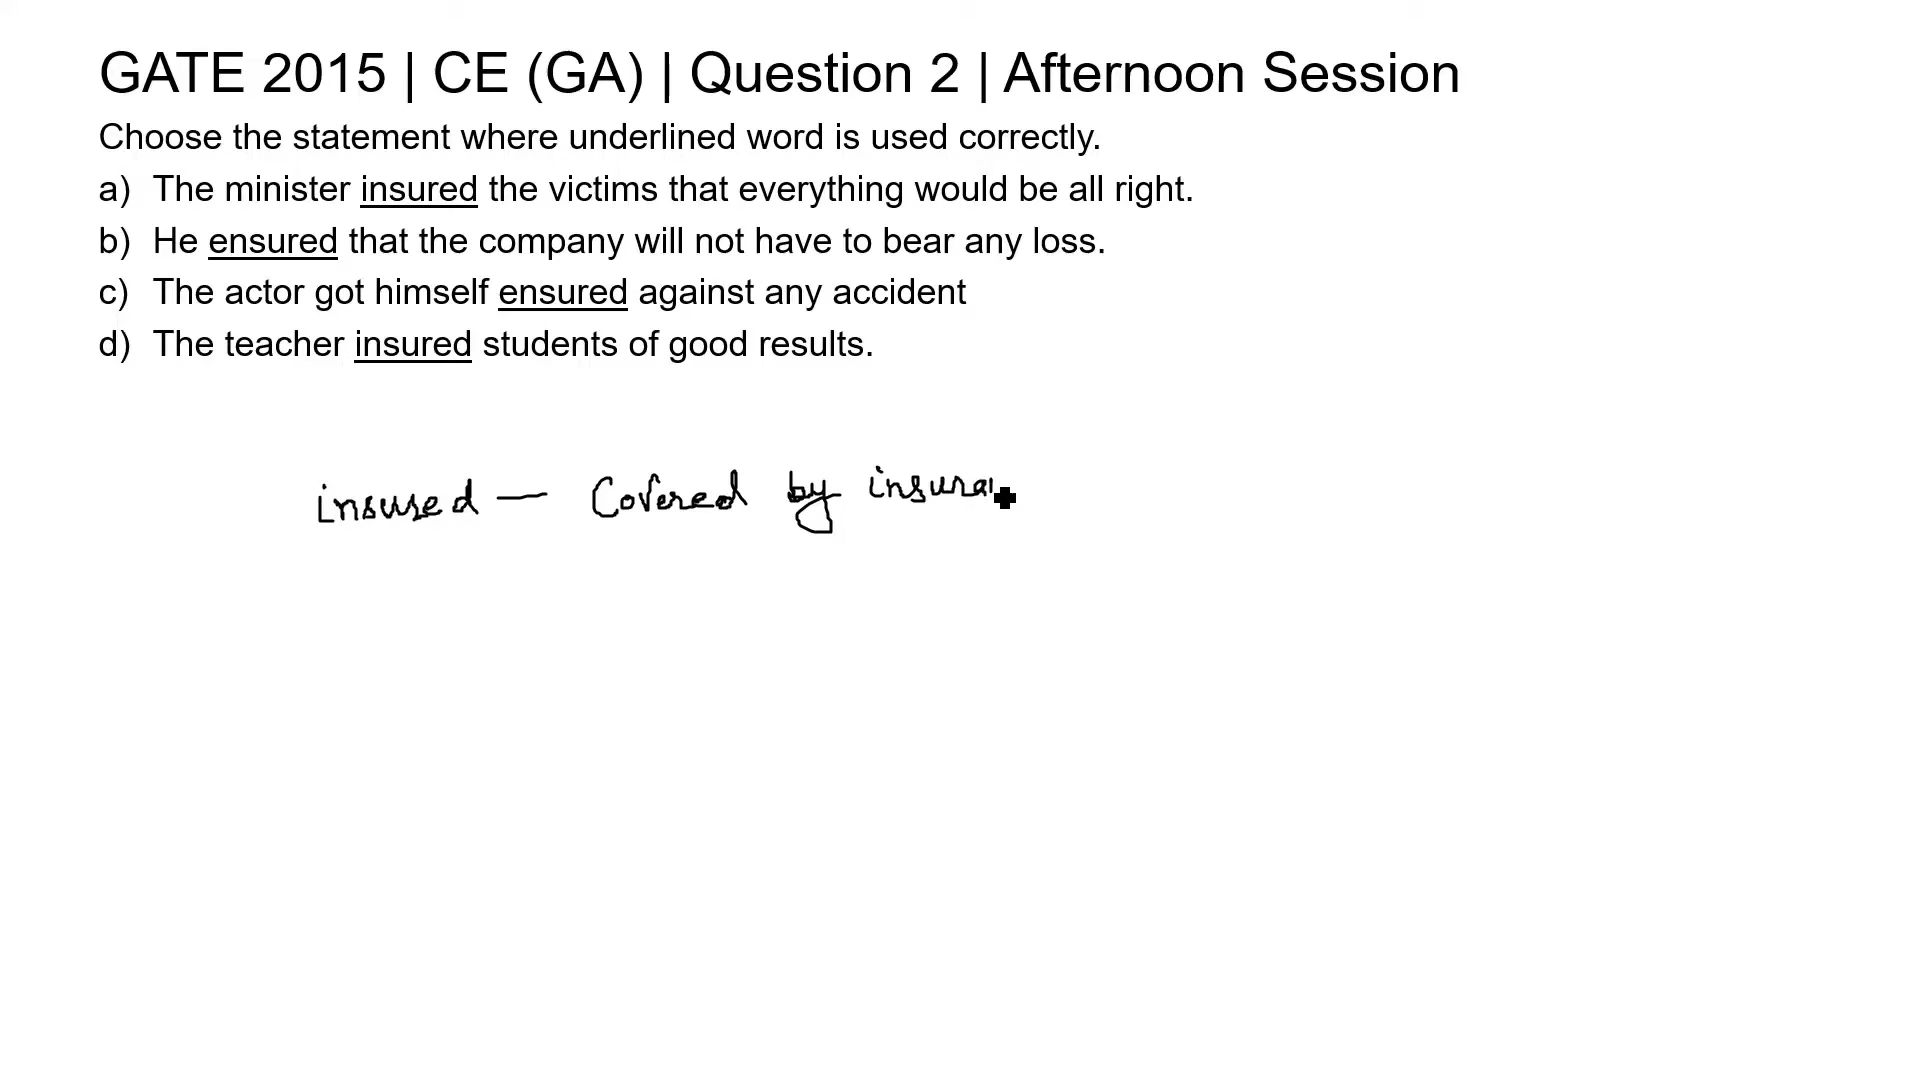 GATE 2015 | CE (GA) | Question 2 | Afternoon Session
Choose the statement where underlined word is used correctly.
a) The minister insured the victims that everything would be all right.
b) He ensured that the company will not have to bear any loss.
c) The actor got himself ensured against any accident
d) The teacher insured students of good results.
insured — Covered by insura